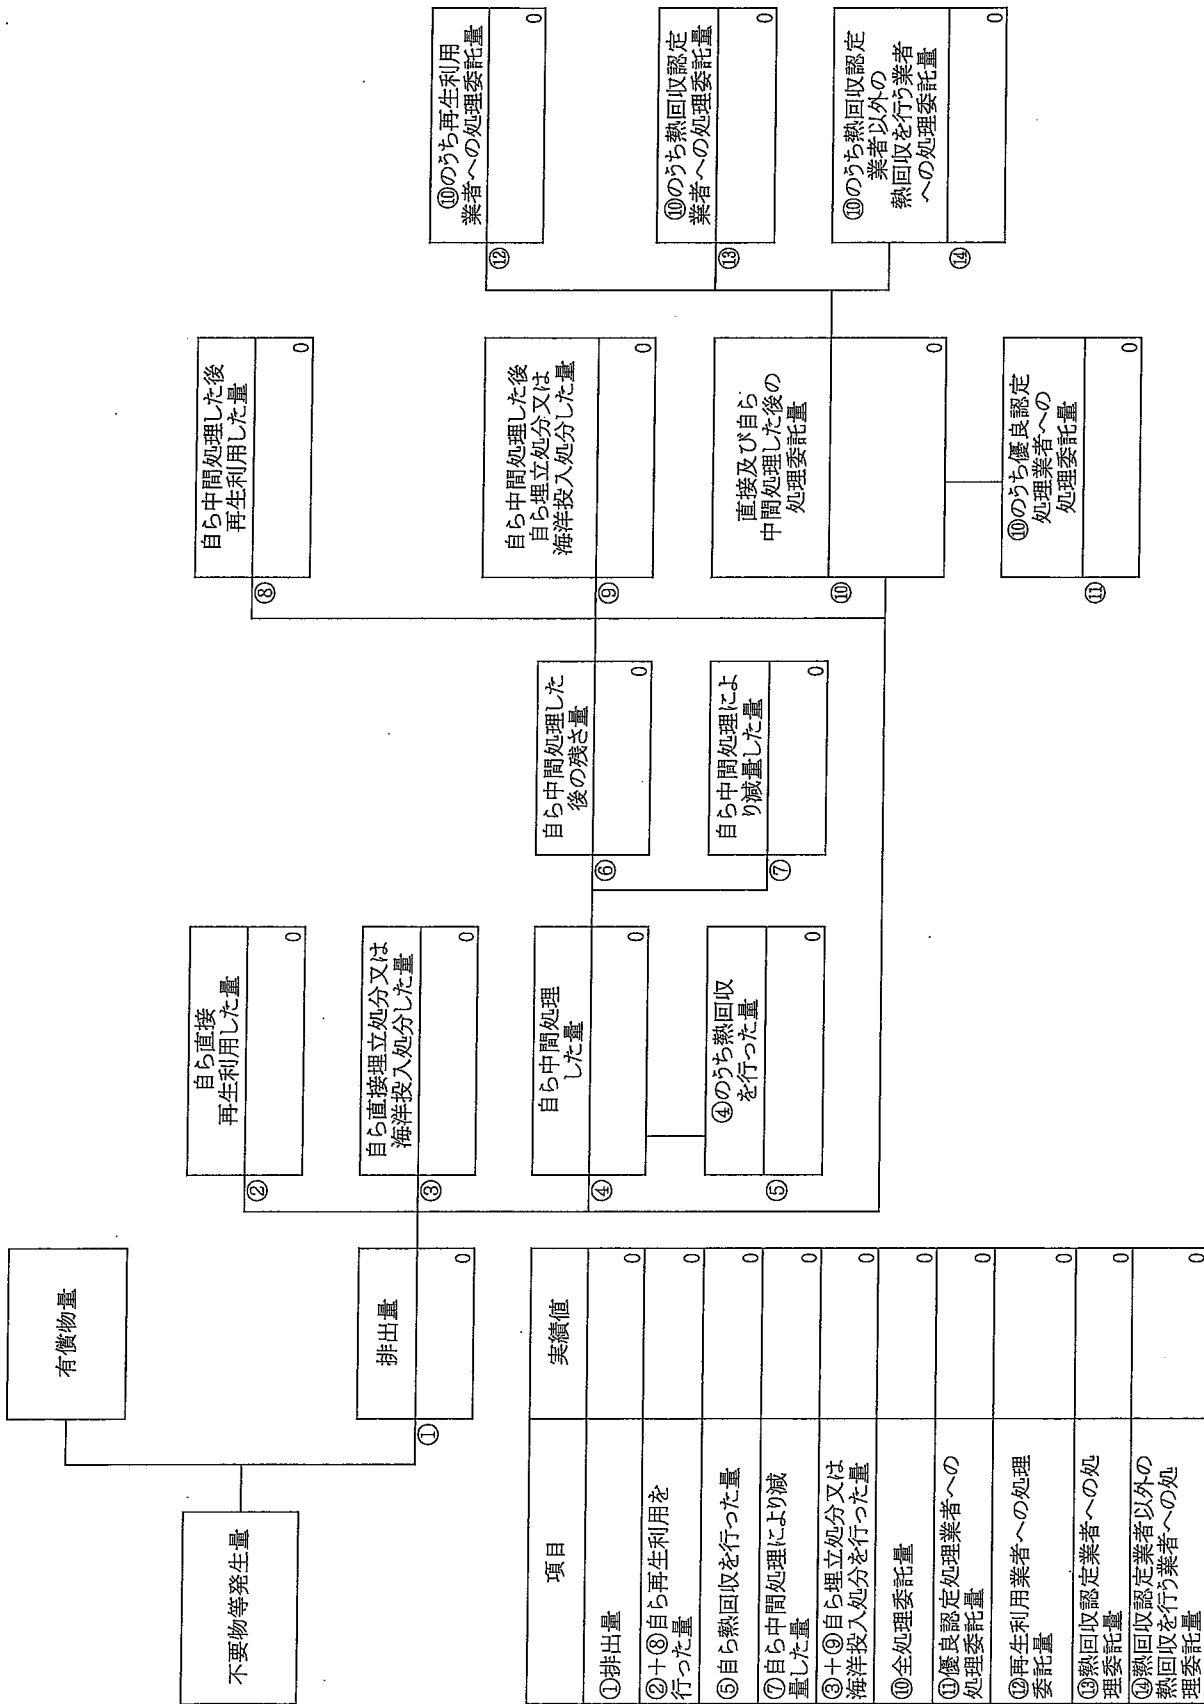 不要物等発生量
有償物量
①
排出量
0
②
自ら直接
再生利用した量
0
③
自ら直接埋立処分又は
海洋投入処分した量
0
④
自ら中間処理
した量
0
⑤
④のうち熱回収
を行った量
0
⑥
自ら中間処理した
後の残さ量
0
⑦
自ら中間処理によ
り減量した量
0
⑧
自ら中間処理した後
再生利用した量
0
⑨
自ら中間処理した後
自ら埋立処分又は
海洋投入処分した量
0
⑩
直接及び自ら
中間処理した後の
処理委託量
0
⑪
⑩のうち優良認定
処理業者への
処理委託量
0
⑫
⑩のうち再生利用
業者への処理委託量
0
⑬
⑩のうち熱回収認定
業者への処理委託量
0
⑭
⑩のうち熱回収認定
業者以外の
熱回収を行う業者
への処理委託量
0
項目 実績値
①排出量 0
②+⑧自ら再生利用を
行った量 0
⑤自ら熱回収を行った量 0
⑦自ら中間処理により減
量した量 0
③+⑨自ら埋立処分又は
海洋投入処分を行った量 0
⑩全処理委託量 0
⑪優良認定処理業者への
処理委託量 0
⑫再生利用業者への処理
委託量 0
⑬熱回収認定業者への処
理委託量 0
⑭熱回収認定業者以外の
熱回収を行う業者への処
理委託量 0